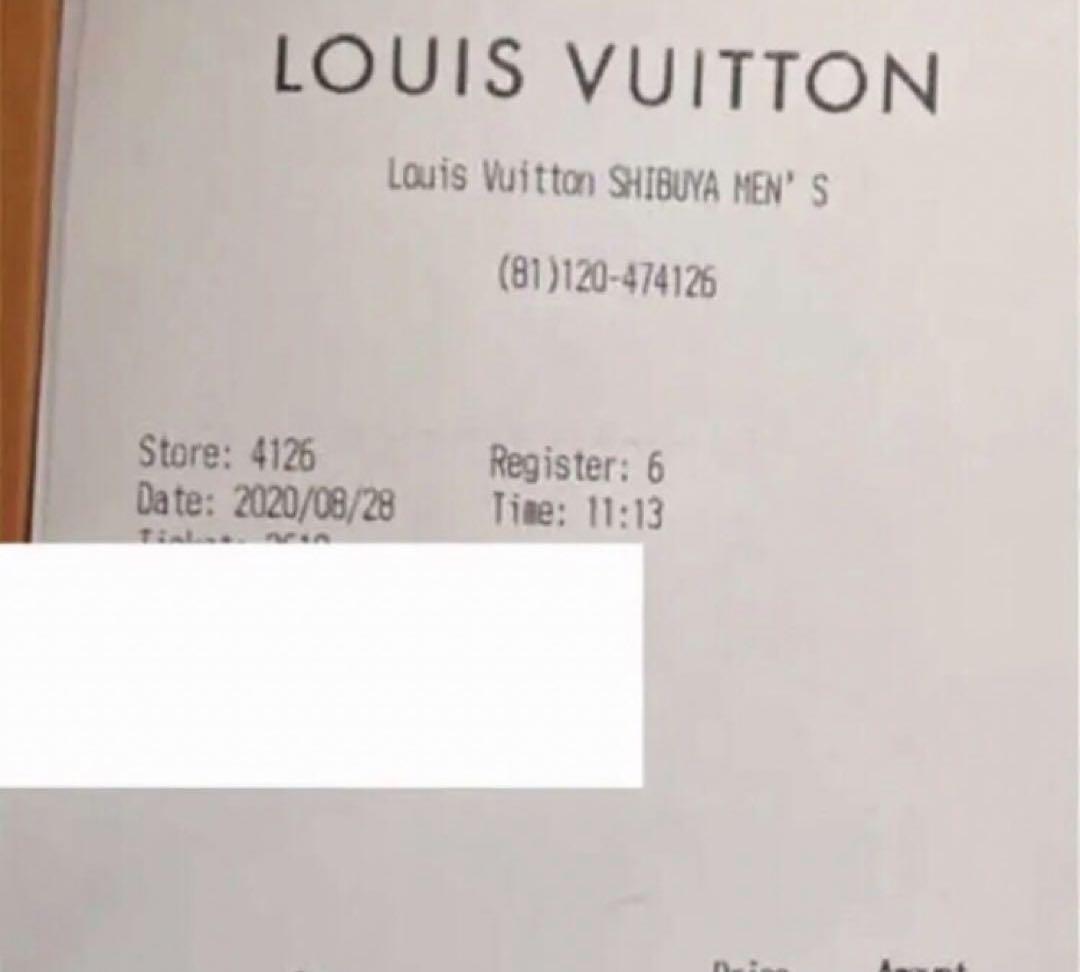 LOUIS VUITTON
Louis Vuitton SHIBUYA MEN' S
(81)120-474126
Store: 4126 Register: 6
Date: 2020/08/28 Time: 11:13